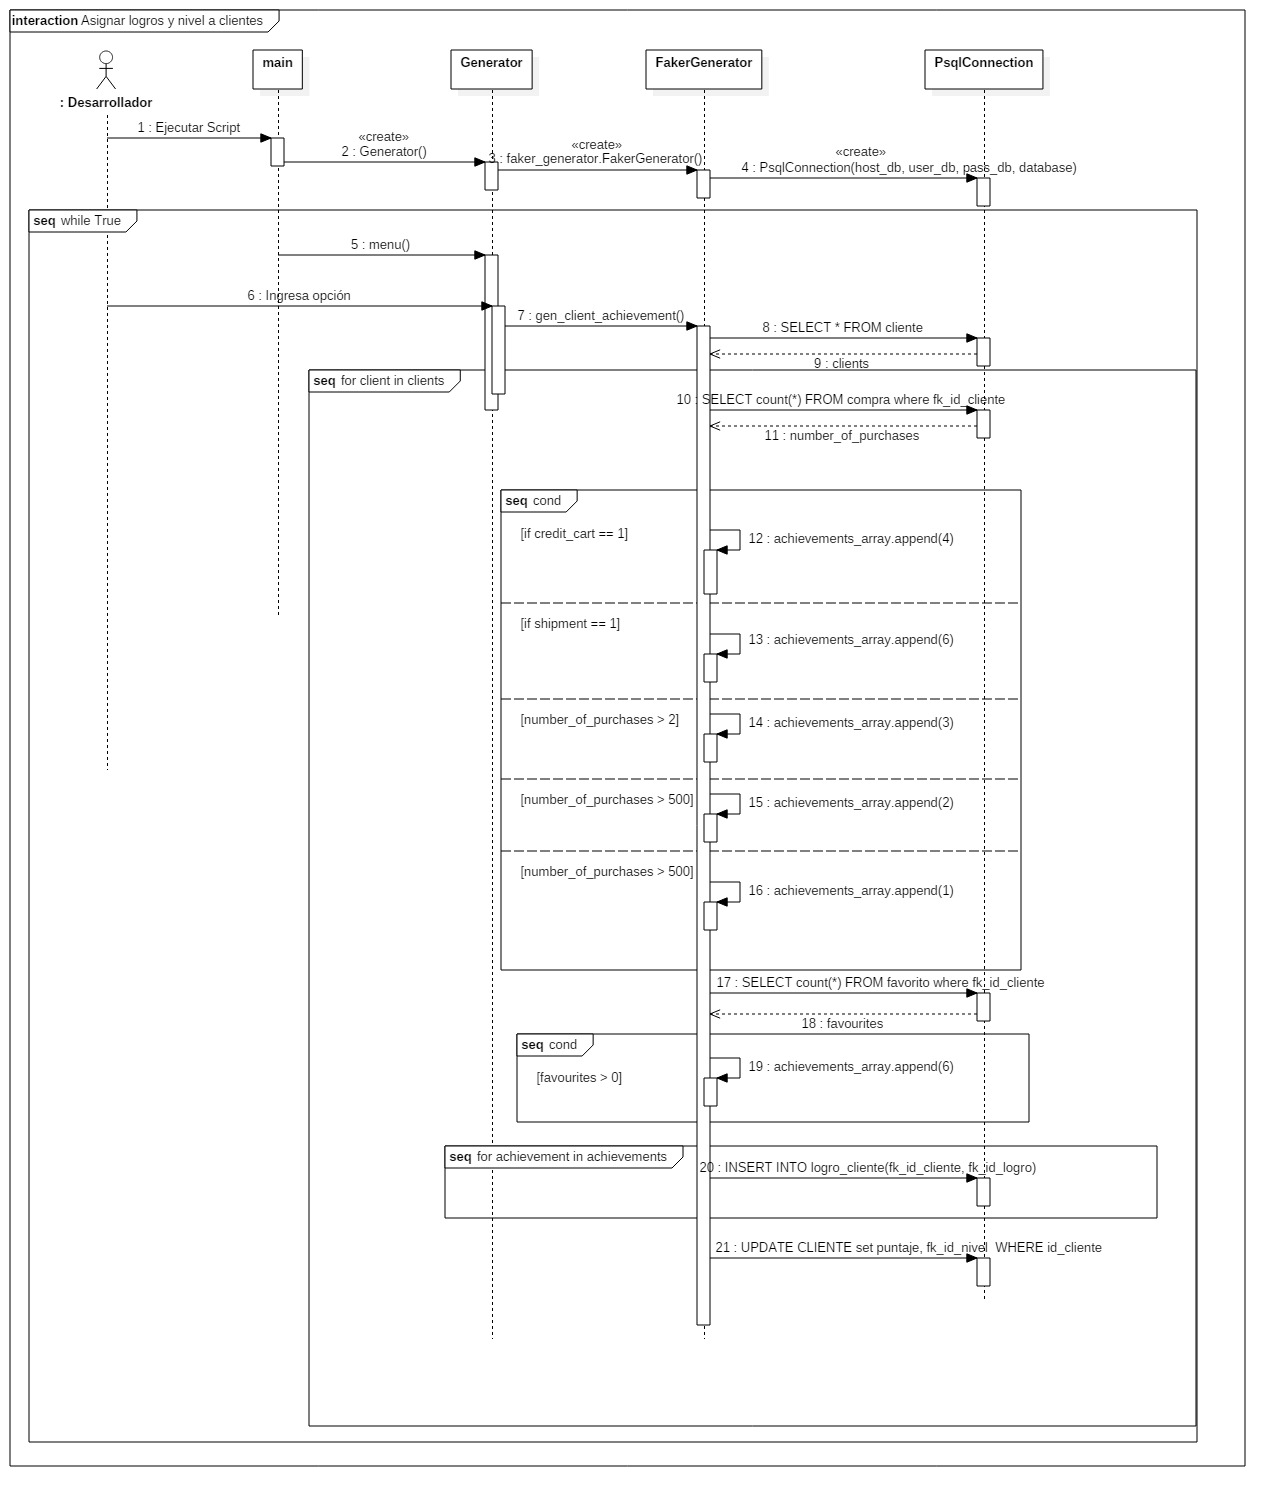 interaction Asignar logros y nivel a clientes
main
Generator
FakerGenerator
PsqlConnection
: Desarrollador
1 : Ejecutar Script
«create»
2 : Generator()
«create»
3 : faker_generator.FakerGenerator()
«create»
4 : PsqlConnection(host_db, user_db, pass_db, database)
seq while True
5 : menu()
6 : Ingresa opción
7 : gen_client_achievement()
8 : SELECT * FROM cliente
9 : clients
seq for client in clients
10 : SELECT count(*) FROM compra where fk_id_cliente
11 : number_of_purchases
seq cond
[if credit_cart == 1]
12 : achievements_array.append(4)
[if shipment == 1]
13 : achievements_array.append(6)
[number_of_purchases > 2]
14 : achievements_array.append(3)
[number_of_purchases > 500]
15 : achievements_array.append(2)
[number_of_purchases > 500]
16 : achievements_array.append(1)
17 : SELECT count(*) FROM favorito where fk_id_cliente
18 : favourites
seq cond
[favourites > 0]
19 : achievements_array.append(6)
seq for achievement in achievements
20 : INSERT INTO logro_cliente(fk_id_cliente, fk_id_logro)
21 : UPDATE CLIENTE set puntaje, fk_id_nivel WHERE id_cliente